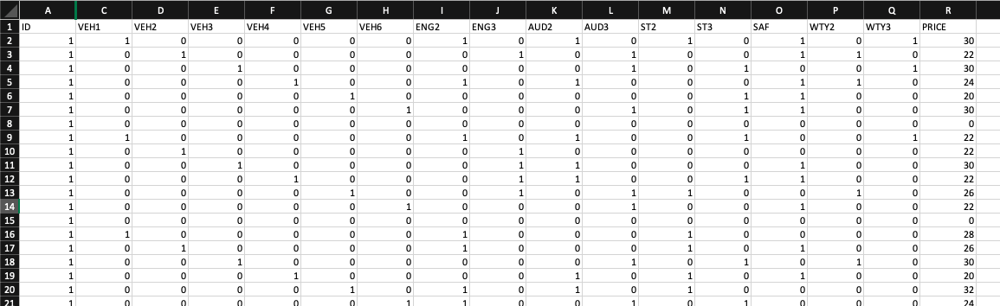 A C D E F G H I J K L M N O P Q R
1 ID VEH1 VEH2 VEH3 VEH4 VEH5 VEH6 ENG2 ENG3 AUD2 AUD3 ST2 ST3 SAF WTY2 WTY3 PRICE
2 1 1 0 0 0 0 0 1 0 1 0 1 0 1 0 1 30
3 1 0 1 0 0 0 0 0 1 0 1 0 0 1 1 0 22
4 1 0 0 1 0 0 0 0 0 0 1 0 1 0 0 1 30
5 1 0 0 0 1 0 0 1 0 1 0 0 0 1 1 0 24
6 1 0 0 0 0 1 0 0 0 0 0 0 1 1 0 0 20
7 1 0 0 0 0 0 1 0 0 0 1 0 1 1 0 0 30
8 1 0 0 0 0 0 0 0 0 0 0 0 0 0 0 0 0
9 1 1 0 0 0 0 0 1 0 1 0 0 1 0 0 1 22
10 1 0 1 0 0 0 0 0 1 0 0 0 0 0 0 0 22
11 1 0 0 1 0 0 0 0 1 1 0 0 0 1 0 0 30
12 1 0 0 0 1 0 0 0 1 1 0 0 1 1 0 0 22
13 1 0 0 0 0 1 0 0 1 0 1 1 0 0 1 0 26
14 1 0 0 0 0 0 1 0 0 0 1 0 0 1 0 0 22
15 1 0 0 0 0 0 0 0 0 0 0 0 0 0 0 0 0
16 1 1 0 0 0 0 0 1 0 0 0 1 0 0 0 0 28
17 1 0 1 0 0 0 0 1 0 0 0 1 0 1 0 0 26
18 1 0 0 1 0 0 0 0 0 0 1 0 1 0 1 0 30
19 1 0 0 0 1 0 0 0 0 1 0 1 0 1 0 0 20
20 1 0 0 0 0 1 0 1 0 1 0 1 0 0 0 0 32
21 1 0 0 0 0 0 1 1 0 0 1 0 1 0 0 0 24